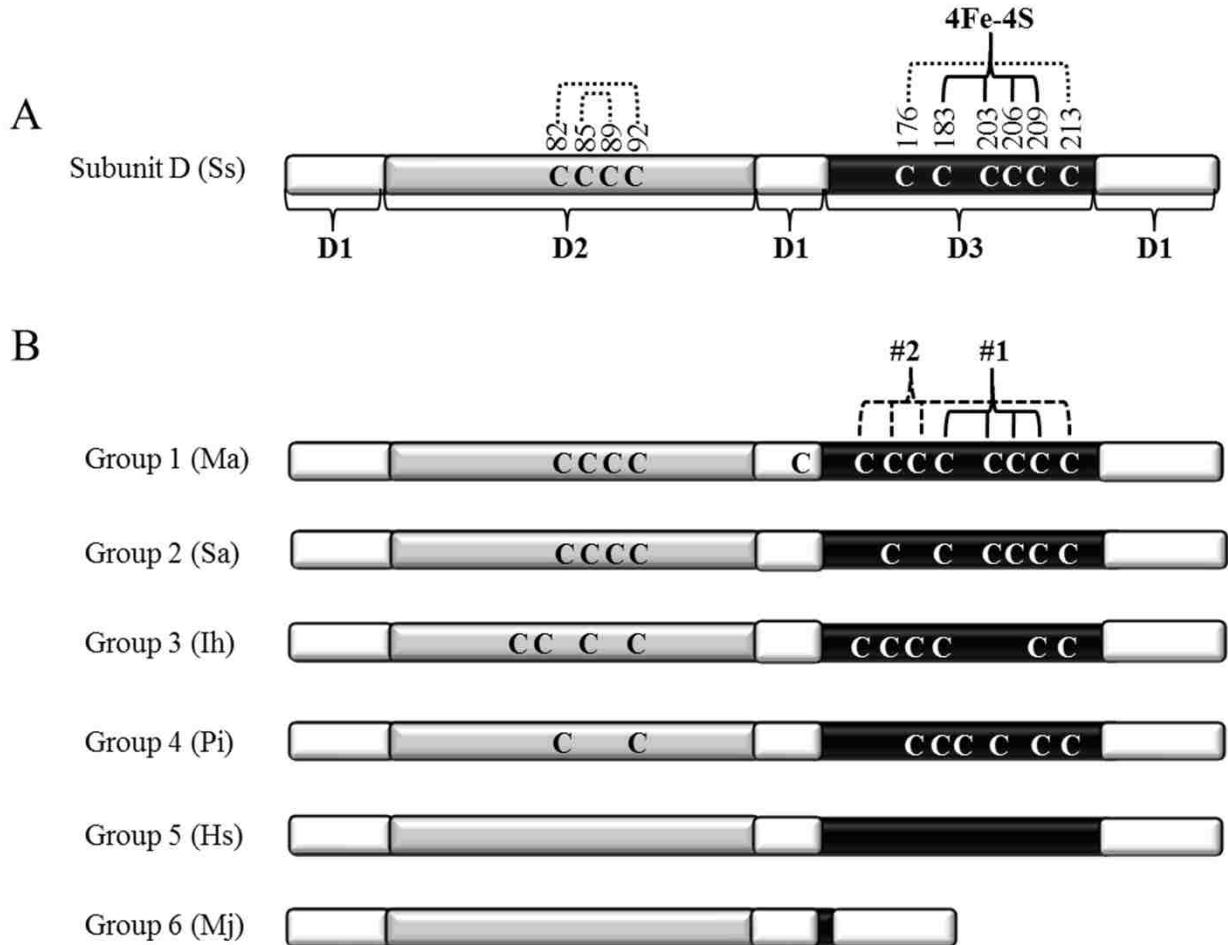 4Fe-4S
A
82 85 89 92 176 183 203 206 209 213
Subunit D (Ss) C C C C C C C C C C
D1 D2 D1 D3 D1
B
#2 #1
Group 1 (Ma) C C C C C C C C C C C C C
Group 2 (Sa) C C C C C C C C C C
Group 3 (Ih) C C C C C C C C C C
Group 4 (Pi) C C C C C C C C
Group 5 (Hs)
Group 6 (Mj)